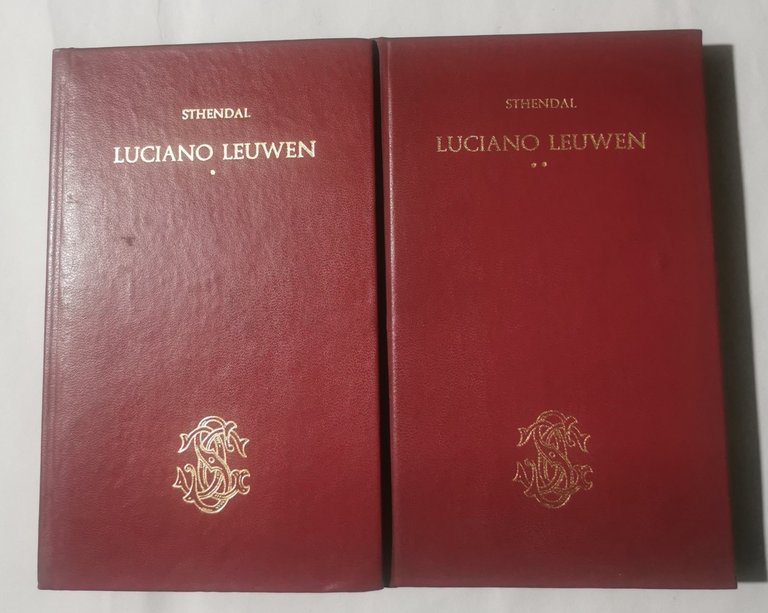 STHENDAL
LUCIANO LEUWEN
*
STHENDAL
LUCIANO LEUWEN
**